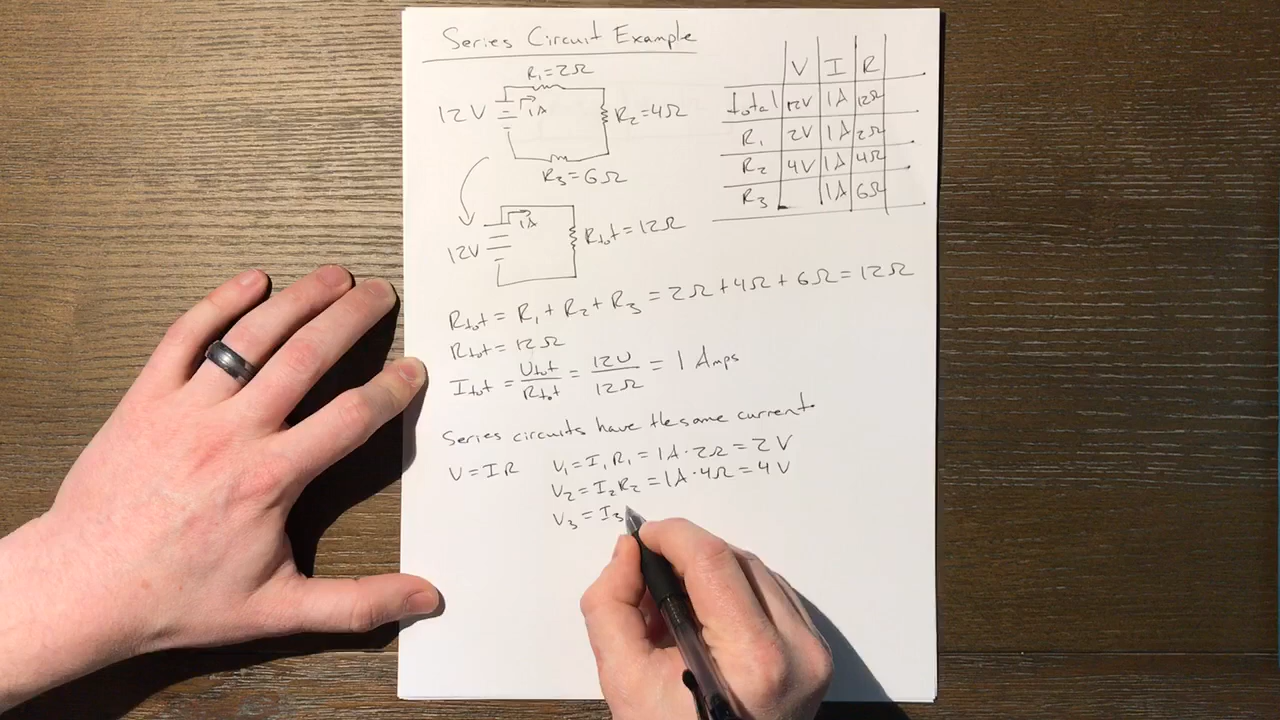 Series Circuit Example
R₁=2Ω
12V
1A
R₂=4Ω
R₃=6Ω
12V
1A
Rtot=12Ω
V I R
total 12V 1A 12Ω
R₁ 2V 1A 2Ω
R₂ 4V 1A 4Ω
R₃ 1A 6Ω
Rtot = R₁ + R₂ + R₃ = 2Ω + 4Ω + 6Ω = 12Ω
Rtot = 12Ω
Itot = Vtot/Rtot = 12V/12Ω = 1 Amps
Series circuits have the same current.
V=IR
V₁ = I₁R₁ = 1A·2Ω = 2V
V₂ = I₂R₂ = 1A·4Ω = 4V
V₃ = I₃